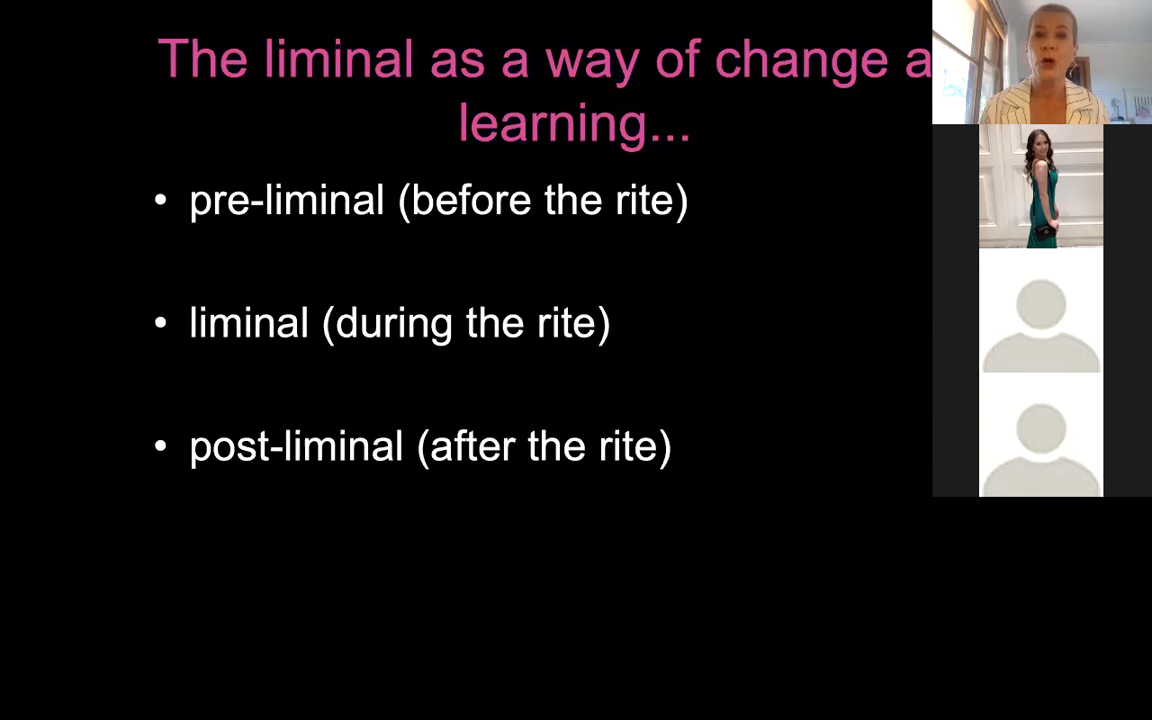 The liminal as a way of change a
learning...
• pre-liminal (before the rite)
• liminal (during the rite)
• post-liminal (after the rite)